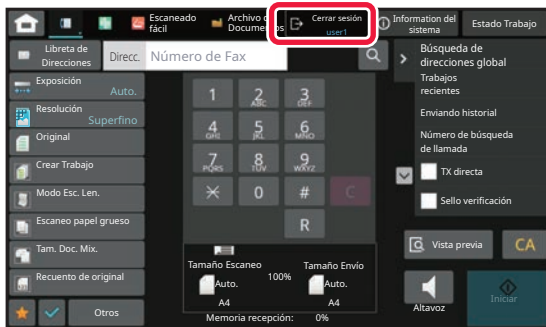 Escaneado
fácil
Archivo d
Documentos
Cerrar sesión
user1
Information del
sistema
Estado Trabajo
Libreta de
Direcciones
Direcc.
Número de Fax
Exposición
Auto.
Resolución
Superfino
Original
Crear Trabajo
Modo Esc. Len.
Escaneo papel grueso
Tam. Doc. Mix.
Recuento de original
Otros
1
2 ABC
3 DEF
4 GHI
5 JKL
6 MNO
7 PQRS
8 TUV
9 WXYZ
0
#
C
R
Tamaño Escaneo
Auto.
A4
100%
Tamaño Envío
Auto.
A4
Memoria recepción: 0%
Búsqueda de
direcciones global
Trabajos
recientes
Enviando historial
Número de búsqueda
de llamada
TX directa
Sello verificación
Vista previa
CA
Altavoz
Iniciar